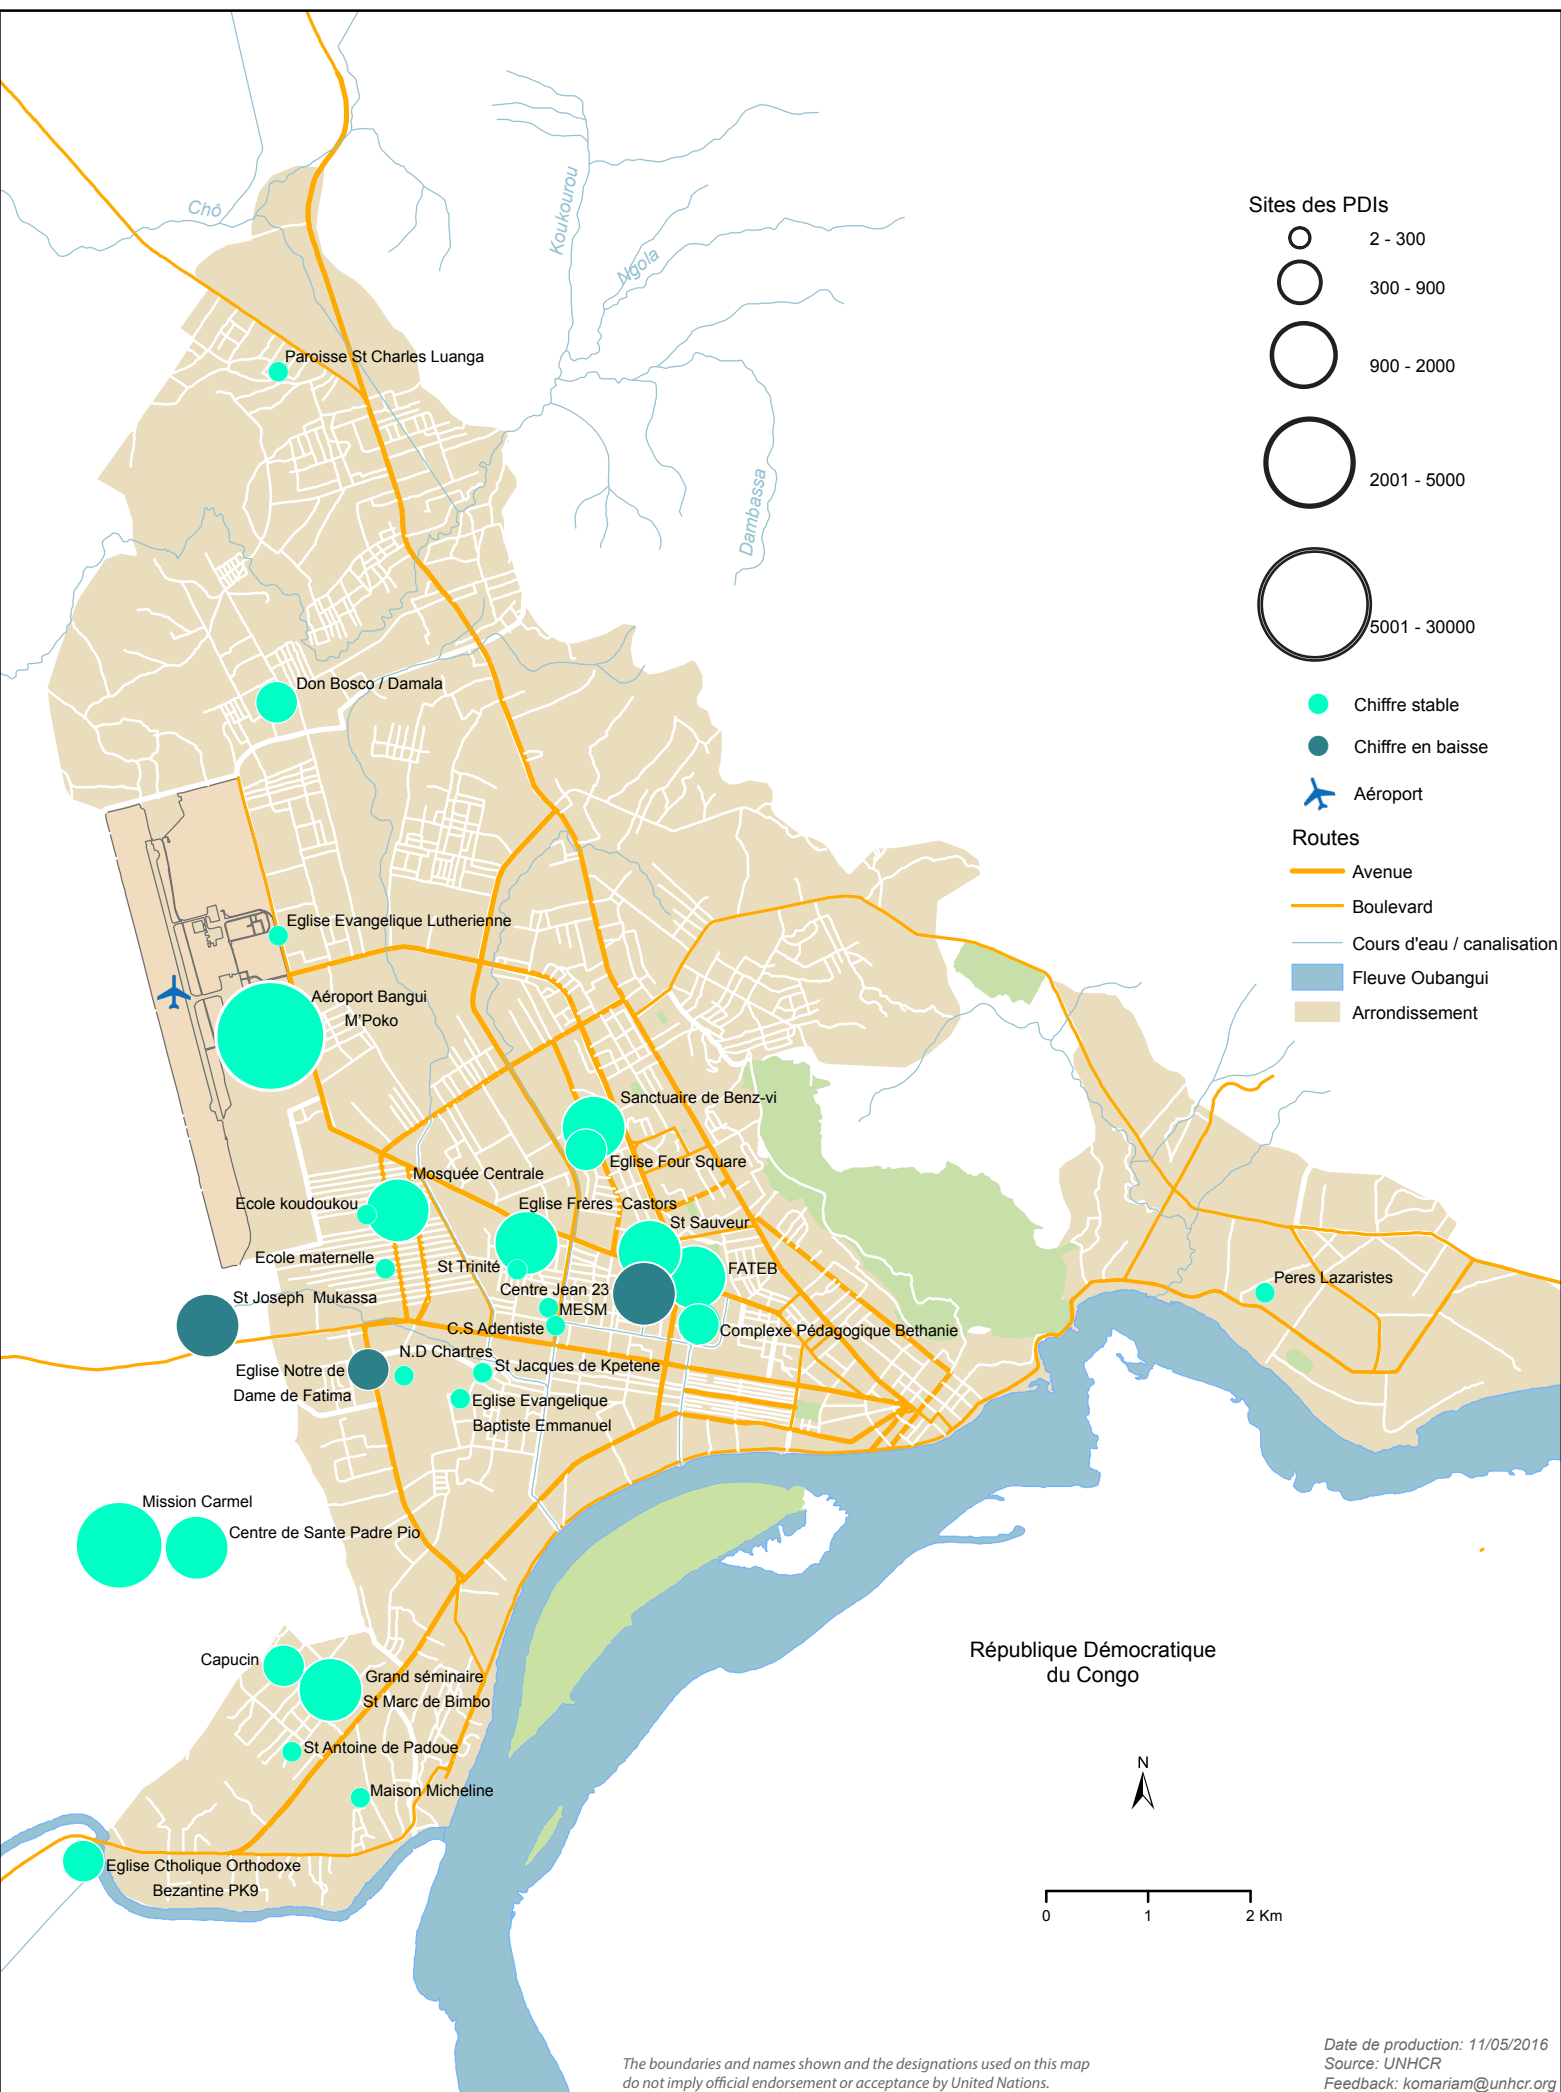 Chô
Koukourou
Ngola
Dambassa
Sites des PDIs
2 - 300
300 - 900
900 - 2000
2001 - 5000
5001 - 30000
Chiffre stable
Chiffre en baisse
Aéroport
Routes
Avenue
Boulevard
Cours d'eau / canalisation
Fleuve Oubangui
Arrondissement
Paroisse St Charles Luanga
Don Bosco / Damala
Eglise Evangelique Lutherienne
Aéroport Bangui
M'Poko
Sanctuaire de Benz-vi
Eglise Four Square
Mosquée Centrale
Ecole koudoukou
Eglise Frères Castors
St Sauveur
Ecole maternelle
St Trinité
FATEB
Peres Lazaristes
Centre Jean 23
St Joseph Mukassa
MESM
C.S Adentiste
Complexe Pédagogique Bethanie
N.D Chartres
Eglise Notre de
Dame de Fatima
St Jacques de Kpetene
Eglise Evangelique
Baptiste Emmanuel
Mission Carmel
Centre de Sante Padre Pio
Capucin
Grand séminaire
St Marc de Bimbo
St Antoine de Padoue
Maison Micheline
Eglise Ctholique Orthodoxe
Bezantine PK9
République Démocratique
du Congo
N
0 1 2 Km
The boundaries and names shown and the designations used on this map
do not imply official endorsement or acceptance by United Nations.
Date de production: 11/05/2016
Source: UNHCR
Feedback: komariam@unhcr.org